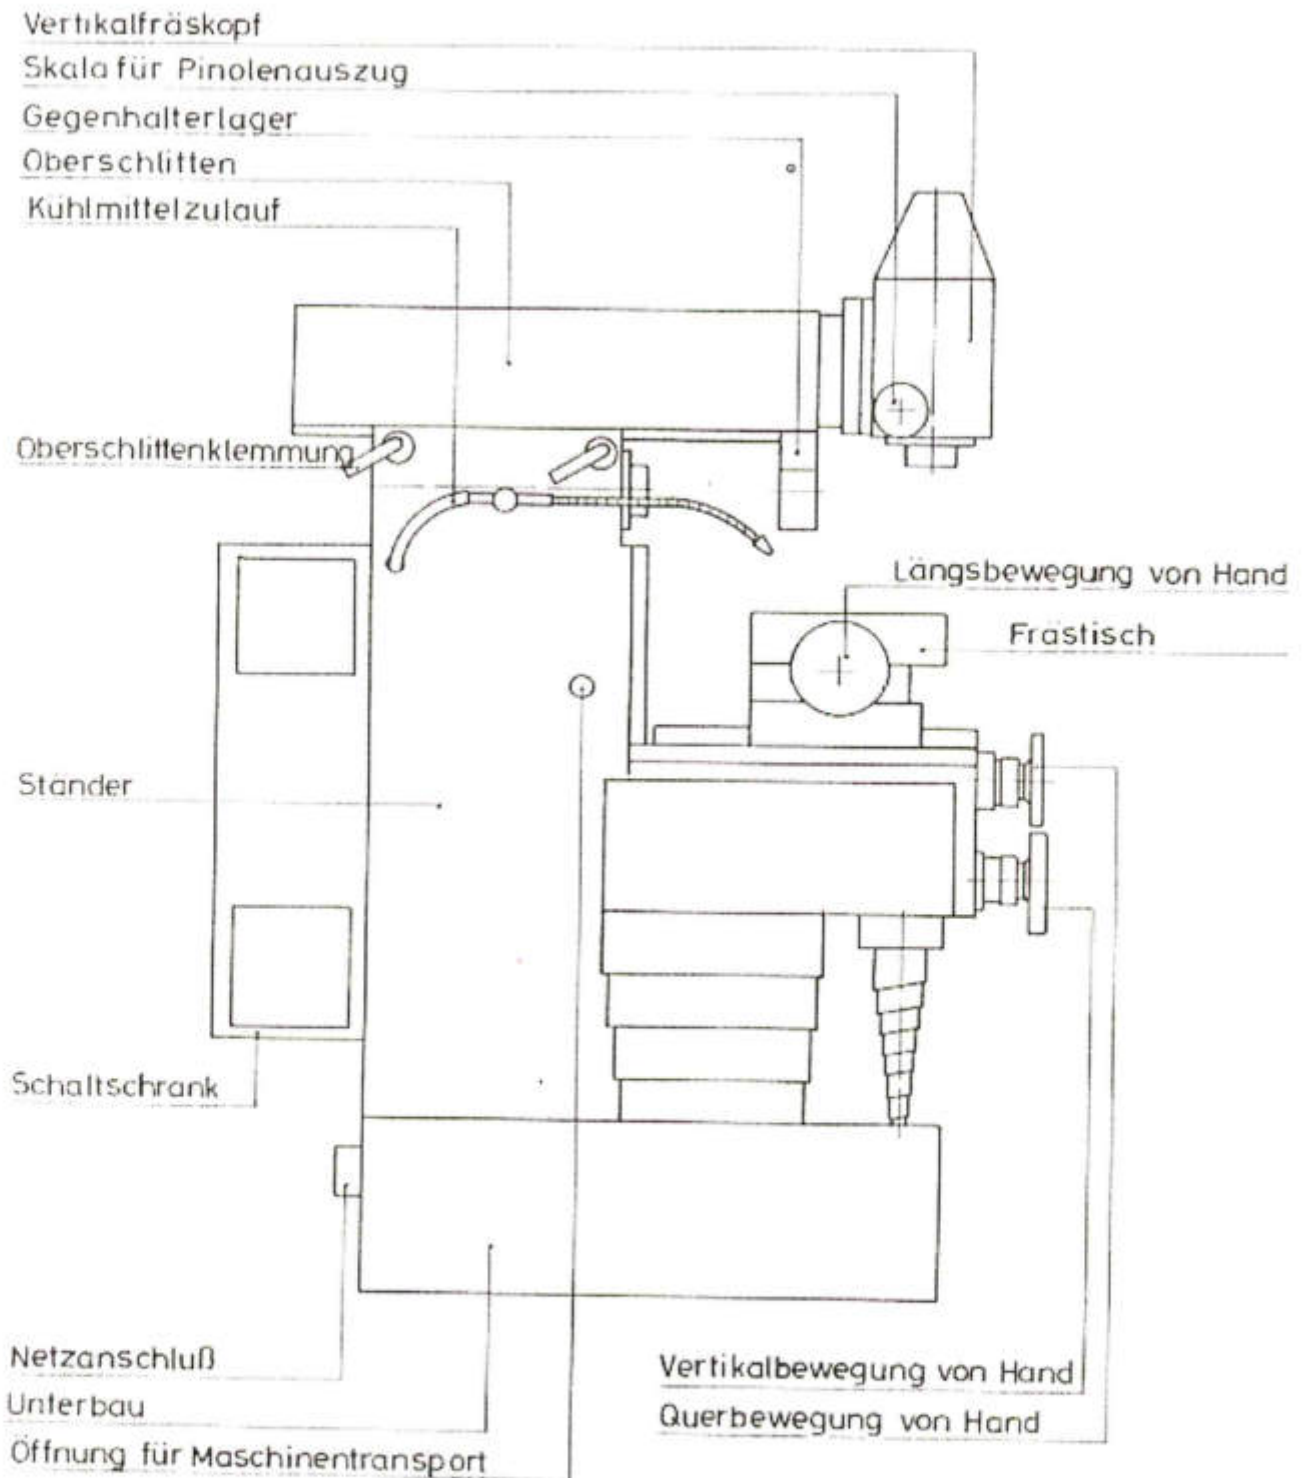 Vertikalfräskopf
Skala für Pinolenauszug
Gegenhalterlager
Oberschlitten
Kühlmittelzulauf
Oberschlittenklemmung
Längsbewegung von Hand
Frästisch
Ständer
Schaltschrank
Netzanschluß
Unterbau
Öffnung für Maschinentransport
Vertikalbewegung von Hand
Querbewegung von Hand